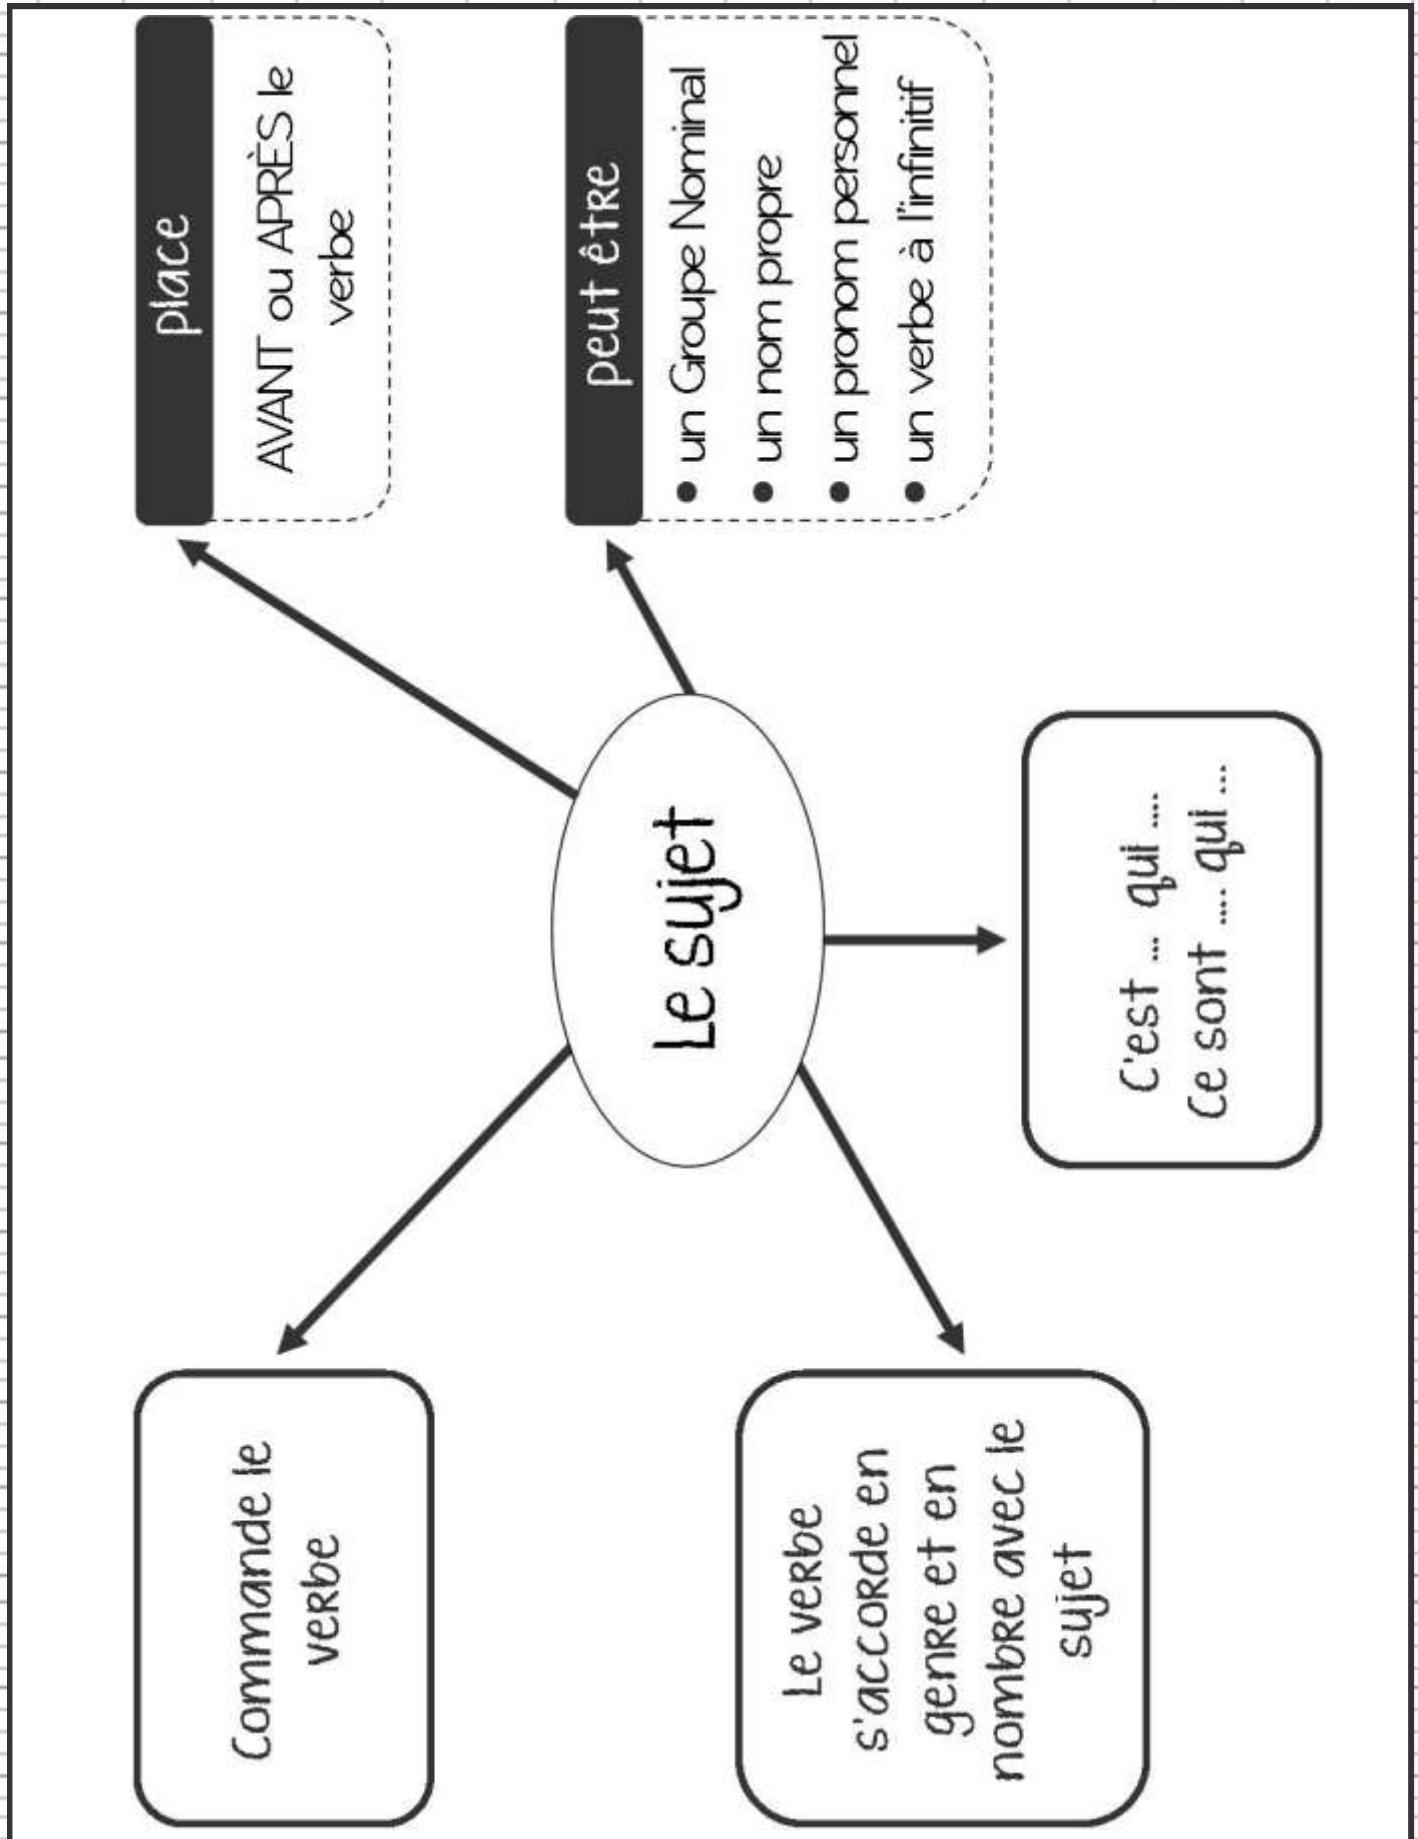 Commande le
verbe
place
AVANT ou APRÈS le
verbe
Le sujet
peut être
• un Groupe Nominal
• un nom propre
• un pronom personnel
• un verbe à l'infinitif
Le verbe
s'accorde en
genre et en
nombre avec le
sujet
C'est ... qui ....
Ce sont .... qui ...